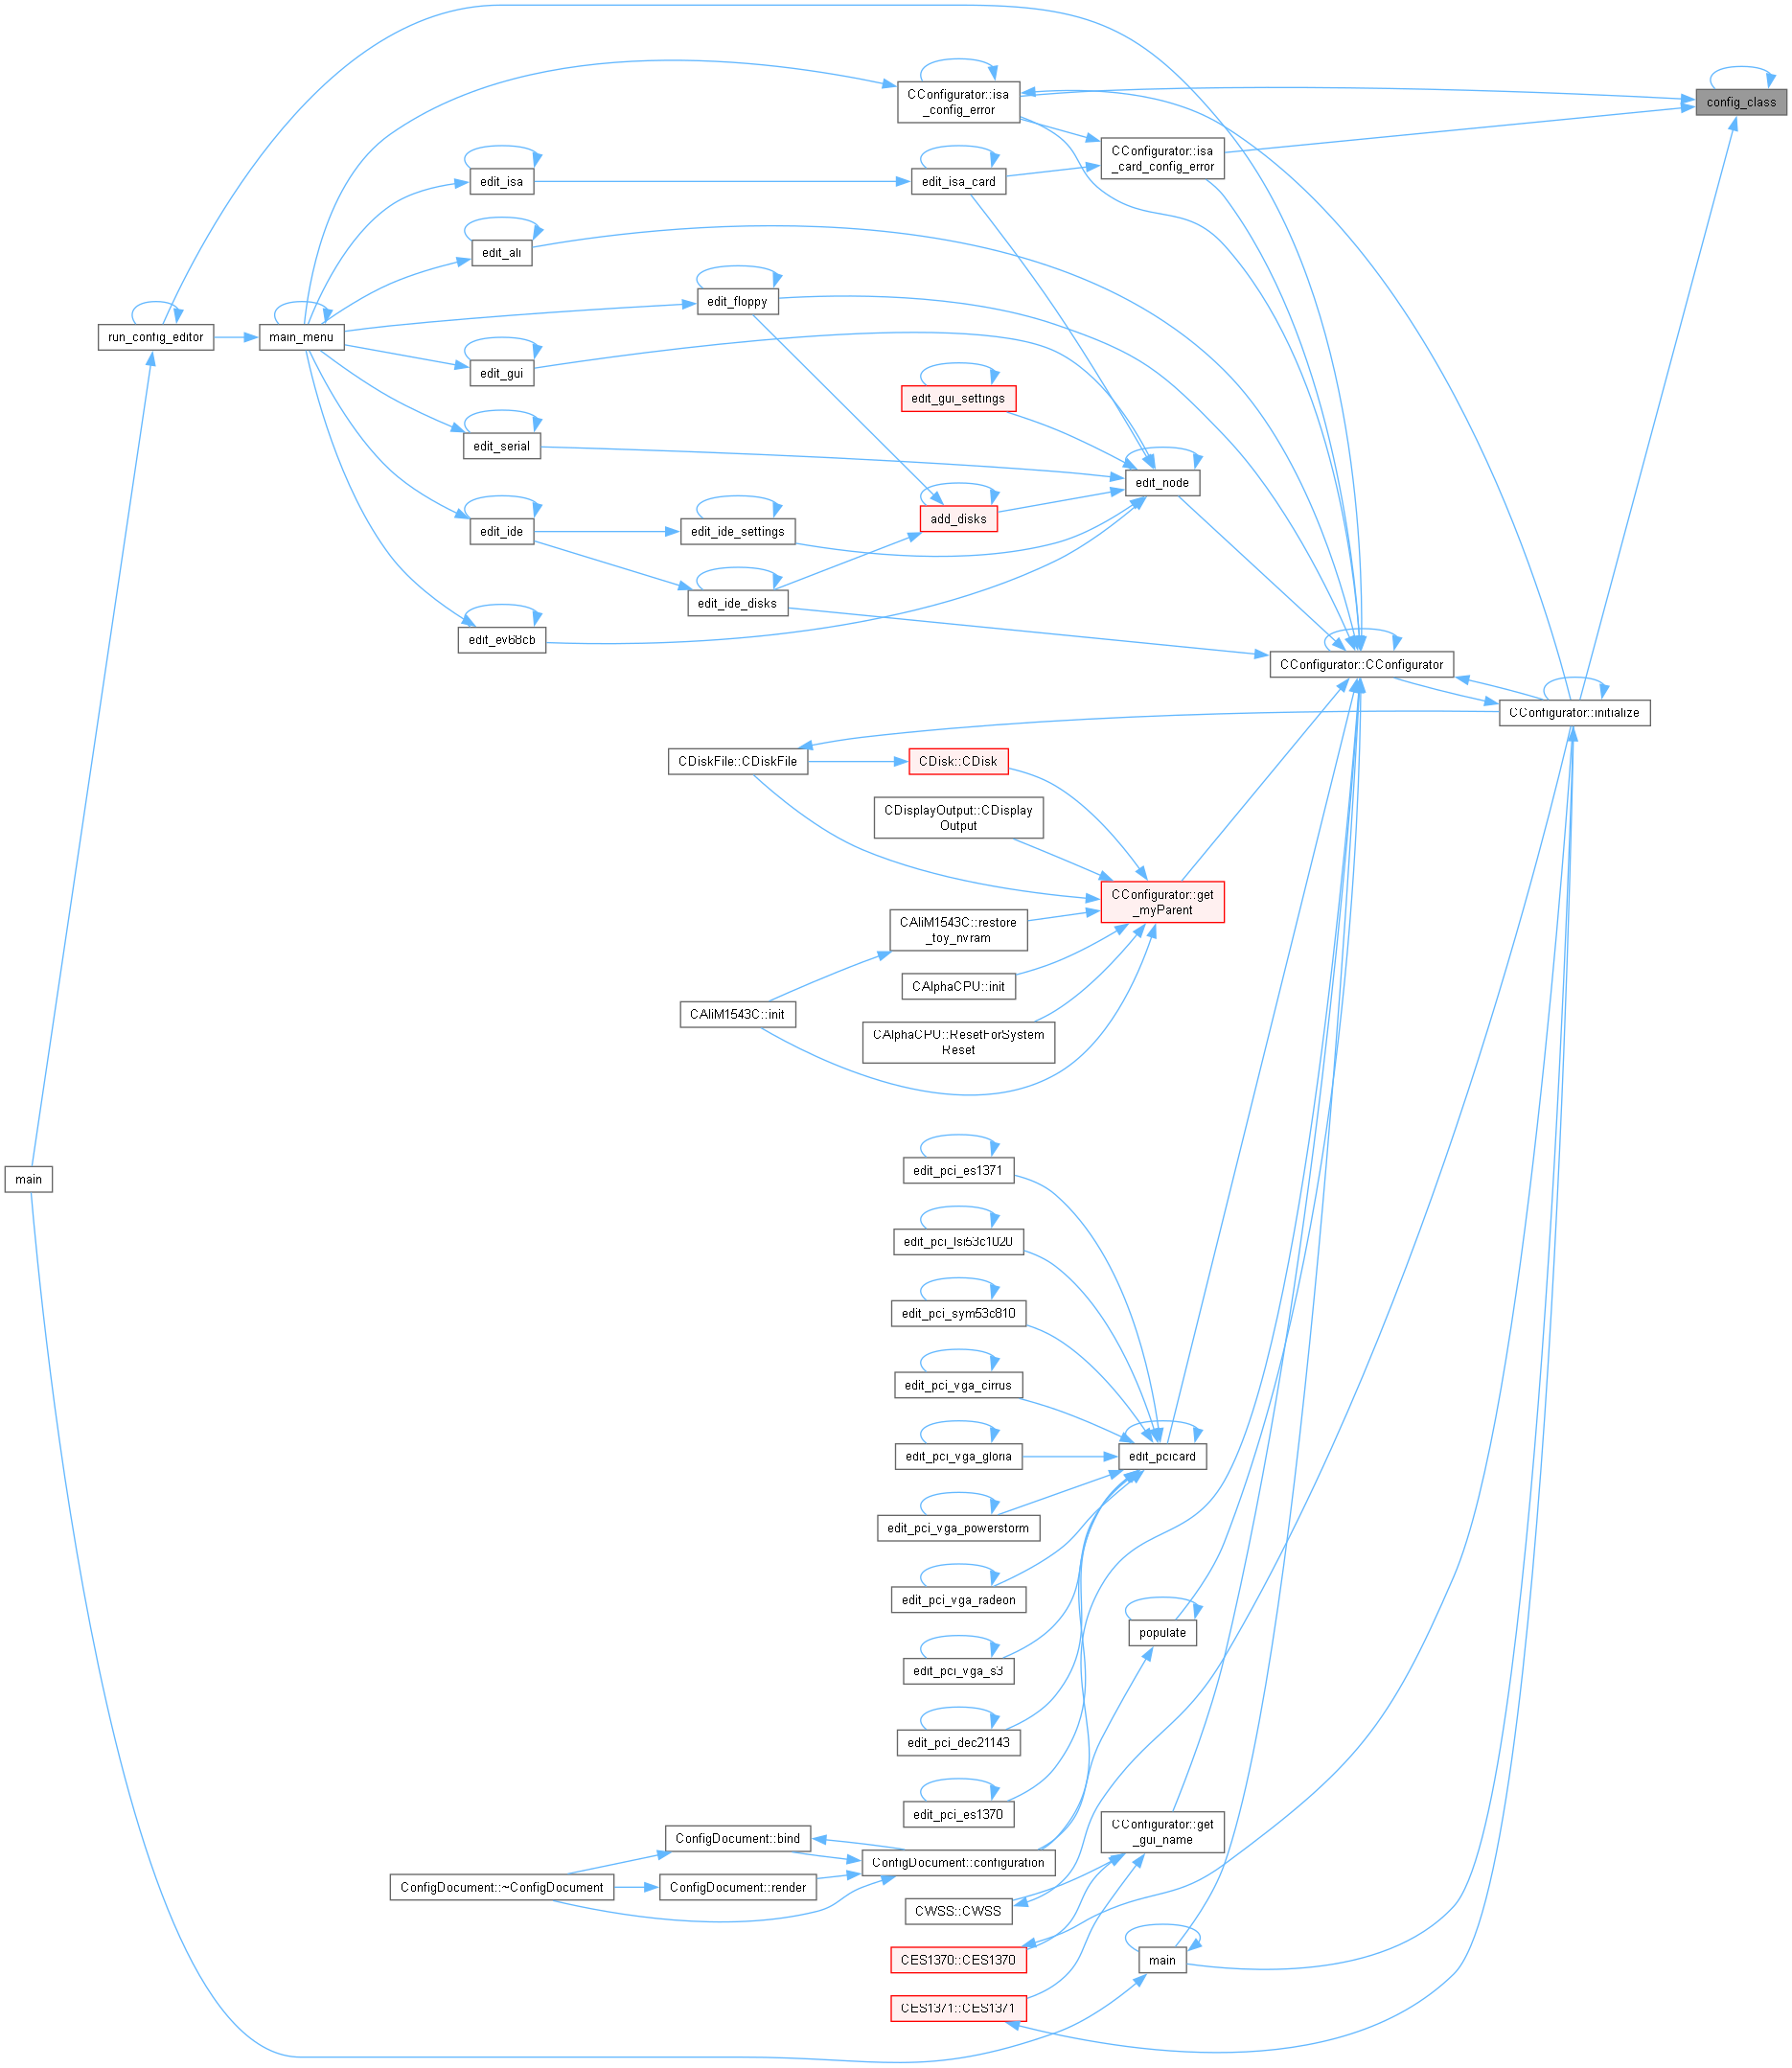 config_class
CConfigurator::isa
_config_error
CConfigurator::isa
_card_config_error
edit_isa
edit_isa_card
edit_ali
edit_floppy
run_config_editor
main_menu
edit_gui
edit_gui_settings
edit_serial
edit_node
add_disks
edit_ide
edit_ide_settings
edit_ide_disks
edit_ev68cb
CConfigurator::CConfigurator
CConfigurator::initialize
CDiskFile::CDiskFile
CDisk::CDisk
CDisplayOutput::CDisplay
Output
CConfigurator::get
_myParent
CAliM1543C::restore
_toy_nvram
CAlphaCPU::init
CAliM1543C::init
CAlphaCPU::ResetForSystem
Reset
edit_pci_es1371
main
edit_pci_lsi53c1020
edit_pci_sym53c810
edit_pci_vga_cirrus
edit_pci_vga_gloria
edit_pcicard
edit_pci_vga_powerstorm
edit_pci_vga_radeon
populate
edit_pci_vga_s3
edit_pci_dec21143
edit_pci_es1370
CConfigurator::get
_gui_name
ConfigDocument::bind
ConfigDocument::configuration
ConfigDocument::~ConfigDocument
ConfigDocument::render
CWSS::CWSS
CES1370::CES1370
main
CES1371::CES1371